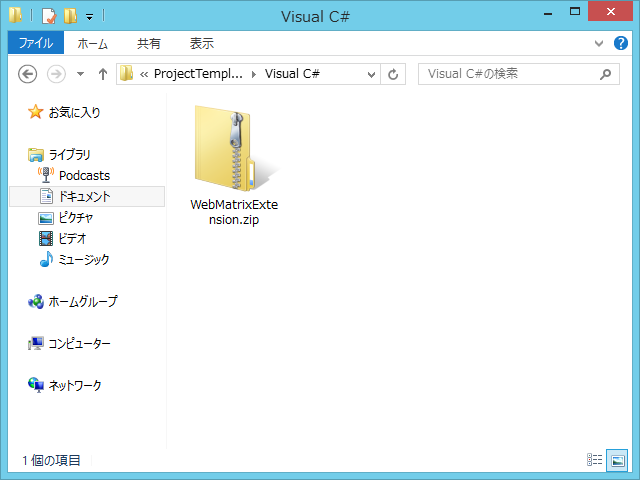 Visual C#
ファイル ホーム 共有 表示
« ProjectTempl... Visual C# Visual C#の検索
お気に入り
ライブラリ
Podcasts
ドキュメント
ピクチャ
ビデオ
ミュージック
ホームグループ
コンピューター
ネットワーク
WebMatrixExte
nsion.zip
1 個の項目